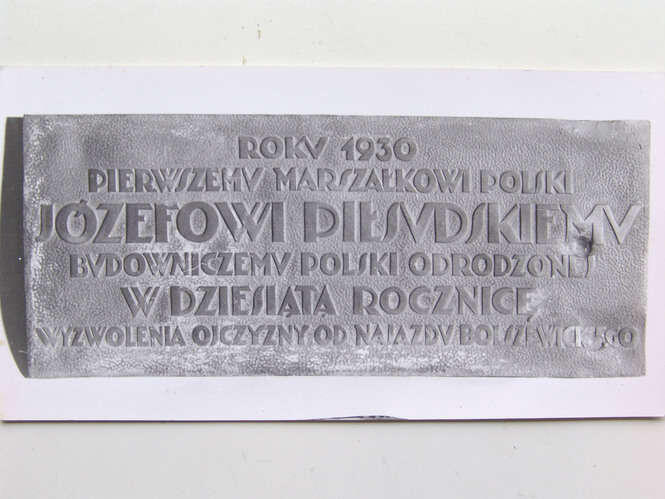 ROKV 1930
PIERWSZEMV MARSZAŁKOWI POLSKI
JÓZEFOWI PIŁSVDSKIEMV
BVDOWNICZEMV POLSKI ODRODZONEJ
W DZIESIĄTĄ ROCZNICĘ
WYZWOLENIA OJCZYZNY OD NAJAZDV BOLSZEWICKIEGO